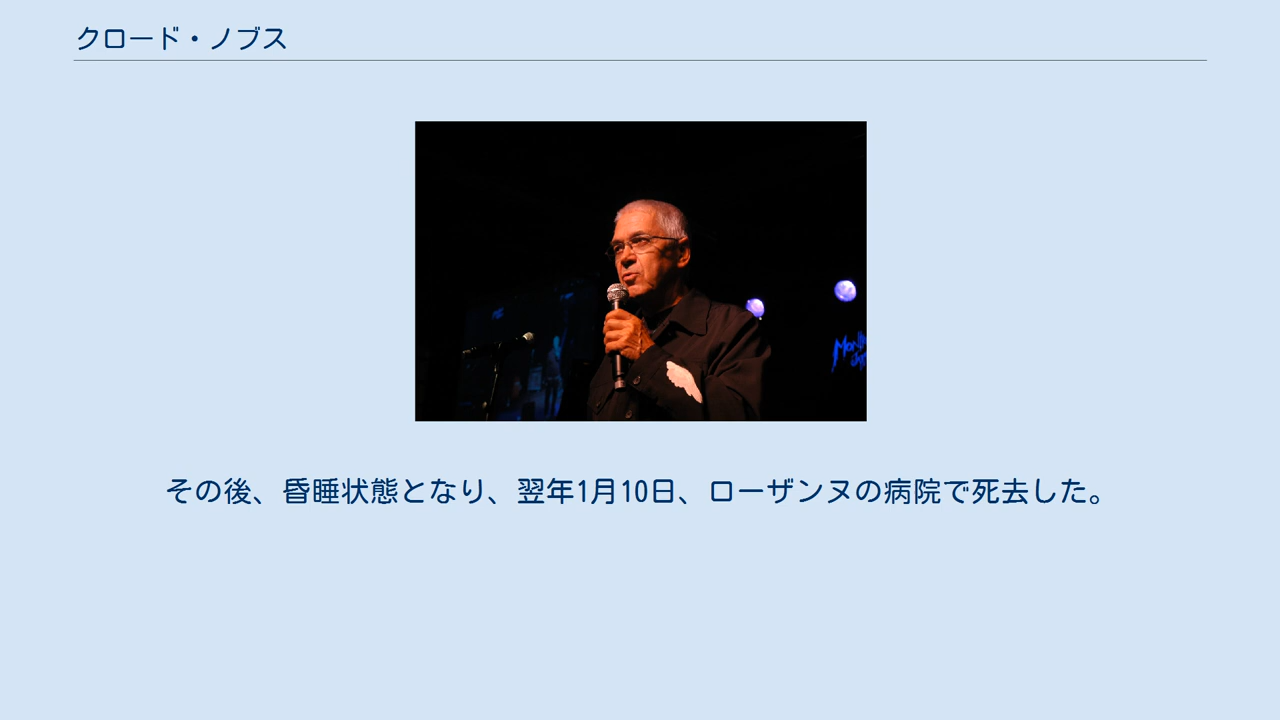 クロード・ノブス
その後、昏睡状態となり、翌年1月10日、ローザンヌの病院で死去した。